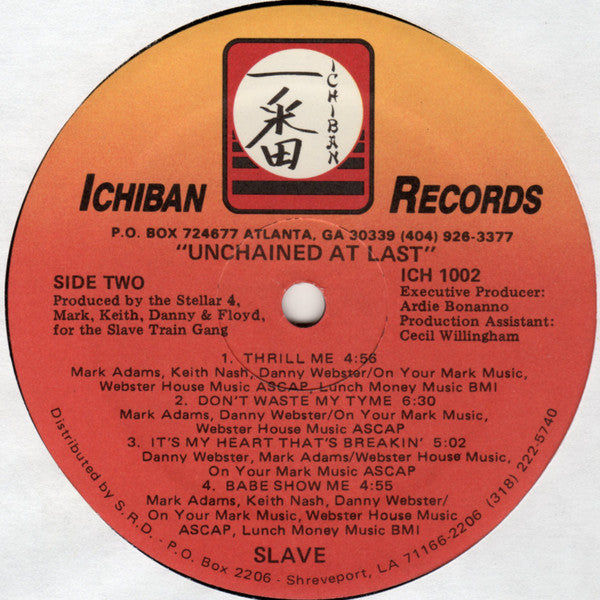 一番
ICHIBAN
ICHIBAN RECORDS
P.O. BOX 724677 ATLANTA, GA 30339 (404) 926-3377
"UNCHAINED AT LAST"
SIDE TWO
Produced by the Stellar 4,
Mark, Keith, Danny & Floyd,
for the Slave Train Gang
ICH 1002
Executive Producer:
Ardie Bonanno
Production Assistant:
Cecil Willingham
1. THRILL ME 4:56
Mark Adams, Keith Nash, Danny Webster/On Your Mark Music,
Webster House Music ASCAP, Lunch Money Music BMI
2. DON'T WASTE MY TYME 6:30
Mark Adams, Danny Webster/On Your Mark Music,
Webster House Music ASCAP
3. IT'S MY HEART THAT'S BREAKIN' 5:02
Danny Webster, Mark Adams/Webster House Music,
On Your Mark Music ASCAP
4. BABE SHOW ME 4:55
Mark Adams, Keith Nash, Danny Webster/
On Your Mark Music, Webster House Music
ASCAP, Lunch Money Music BMI
SLAVE
Distributed by S.R.D. - P.O. Box 2206 - Shreveport, LA 71166-2206 (318) 222-5740